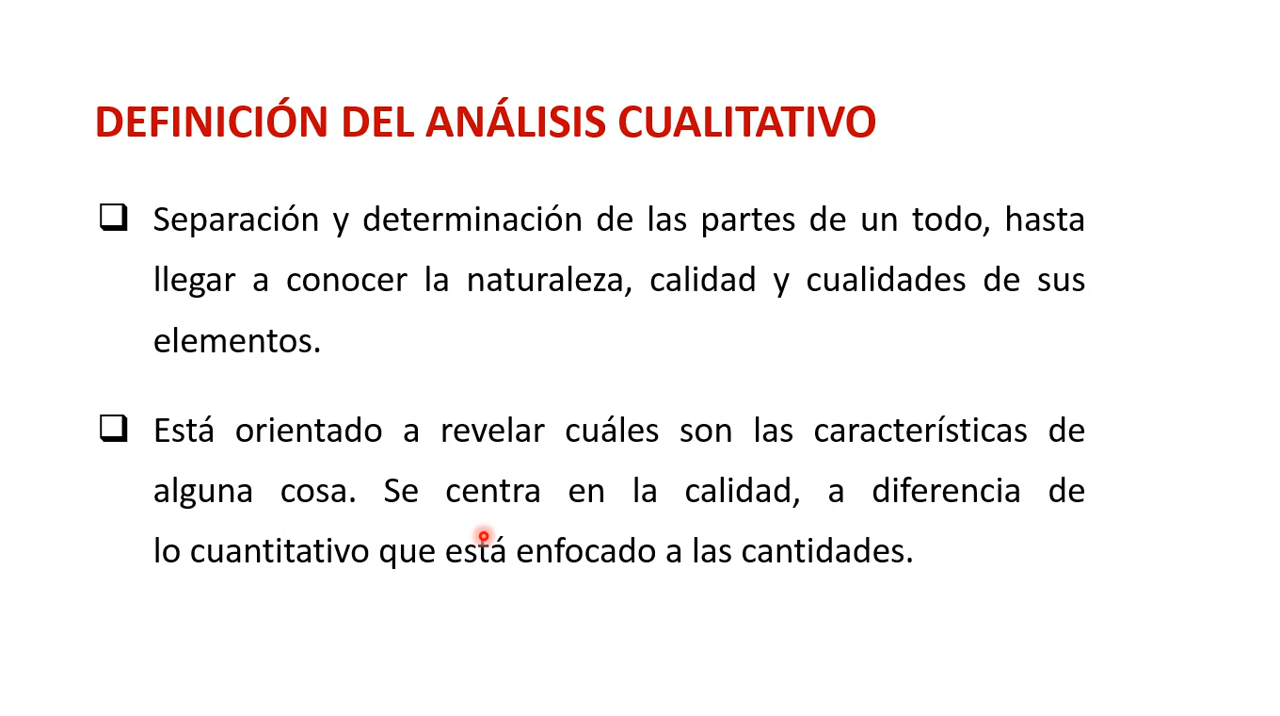 DEFINICIÓN DEL ANÁLISIS CUALITATIVO
Separación y determinación de las partes de un todo, hasta
llegar a conocer la naturaleza, calidad y cualidades de sus
elementos.
Está orientado a revelar cuáles son las características de
alguna cosa. Se centra en la calidad, a diferencia de
lo cuantitativo que está enfocado a las cantidades.